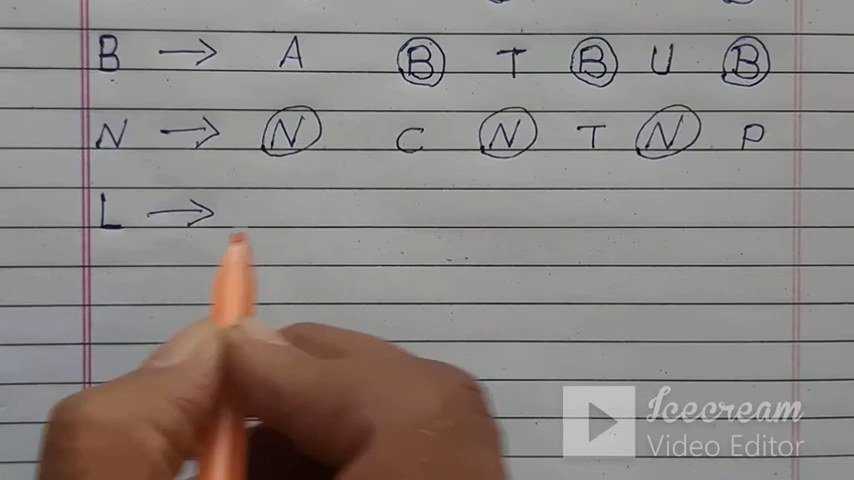 B → A B T B U B
N → N C N T N P
L →
Icecream
Video Editor